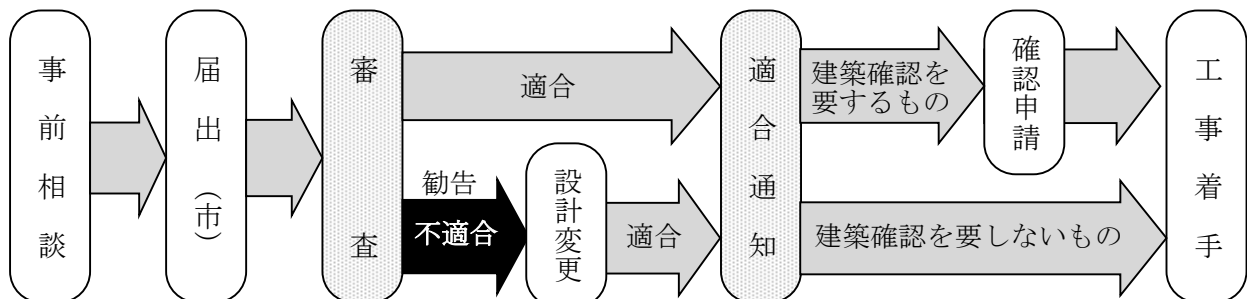 事前相談
届出（市）
審査
適合
勧告
不適合
設計変更
適合
適合通知
建築確認を
要するもの
確認申請
建築確認を要しないもの
工事着手